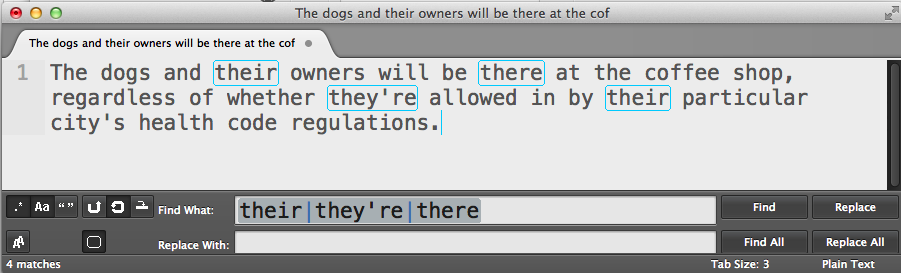 The dogs and their owners will be there at the cof
The dogs and their owners will be there at the cof
1 The dogs and their owners will be there at the coffee shop,
regardless of whether they're allowed in by their particular
city's health code regulations.
.* Aa “” Find What: their|they're|there Find Replace
Replace With: Find All Replace All
4 matches Tab Size: 3 Plain Text